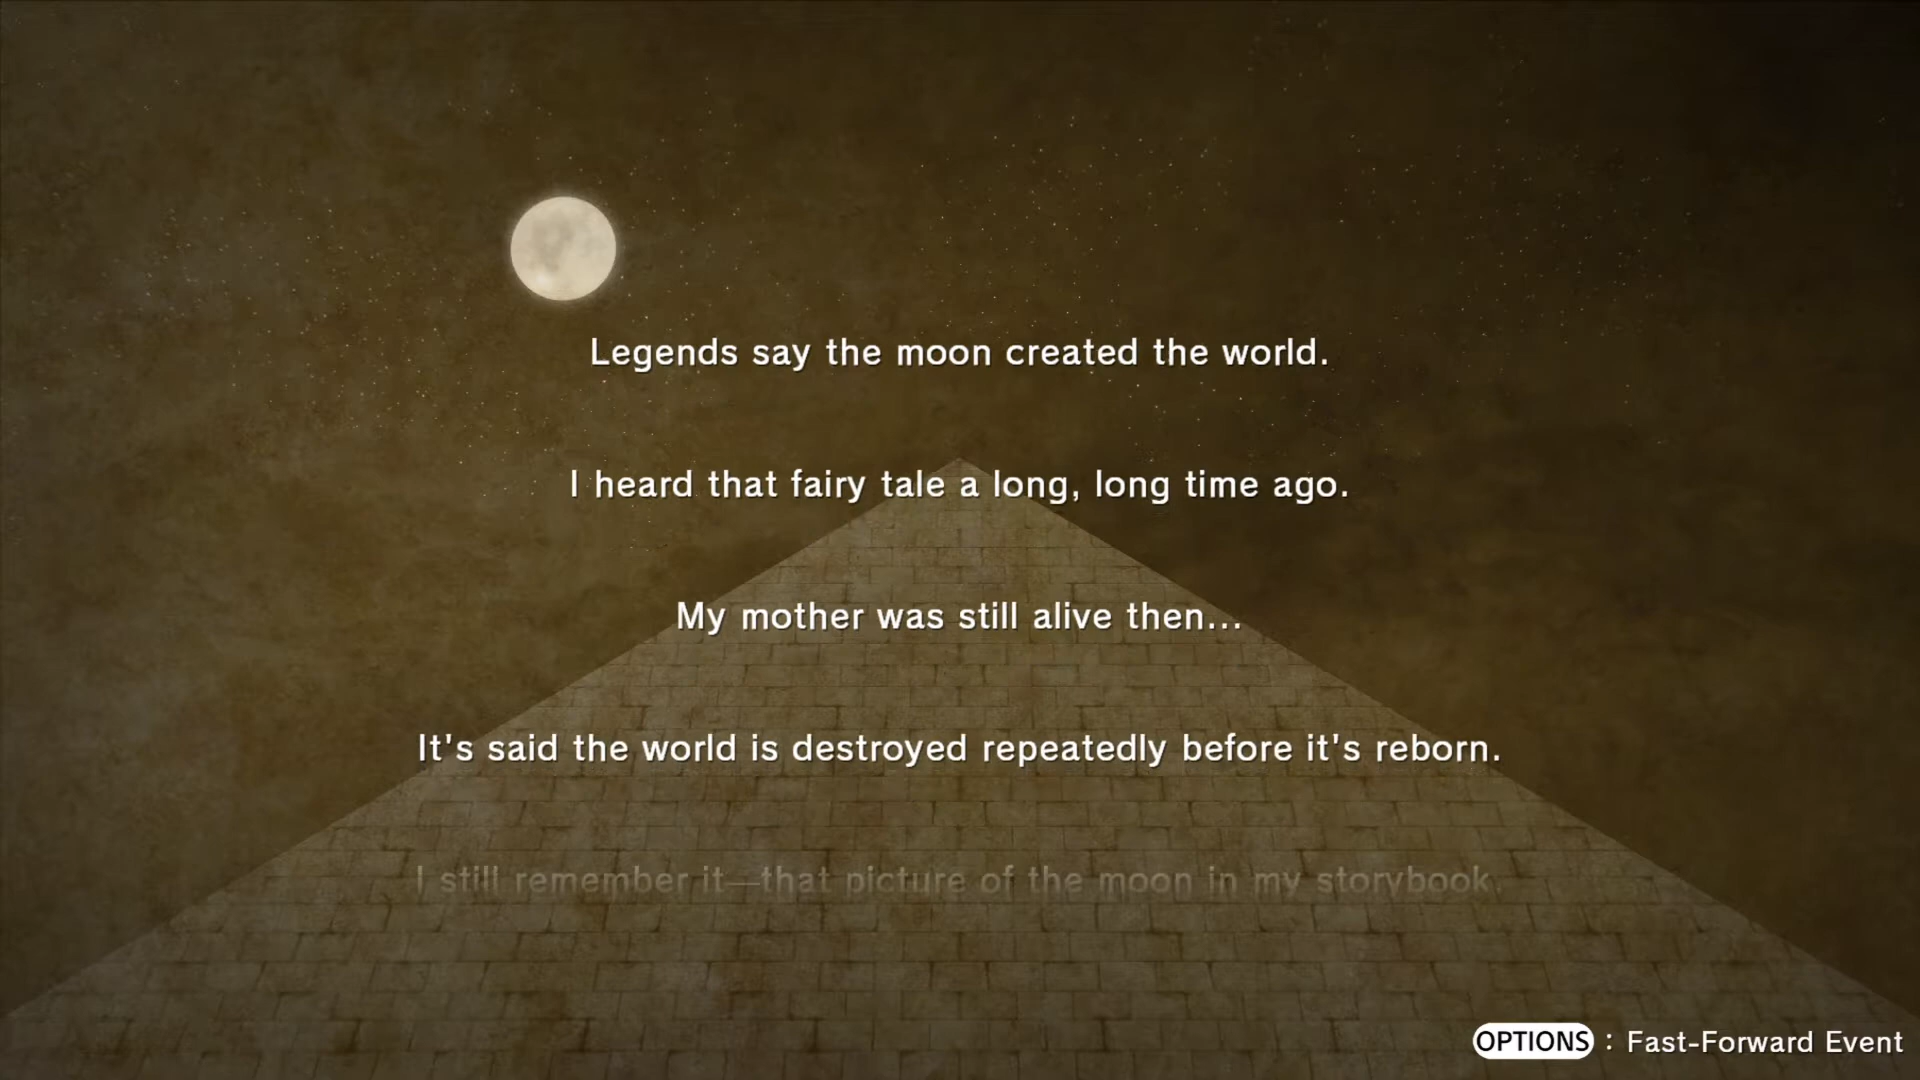 Legends say the moon created the world.
I heard that fairy tale a long, long time ago.
My mother was still alive then...
It's said the world is destroyed repeatedly before it's reborn.
I still remember it—that picture of the moon in my storybook.
OPTIONS : Fast-Forward Event